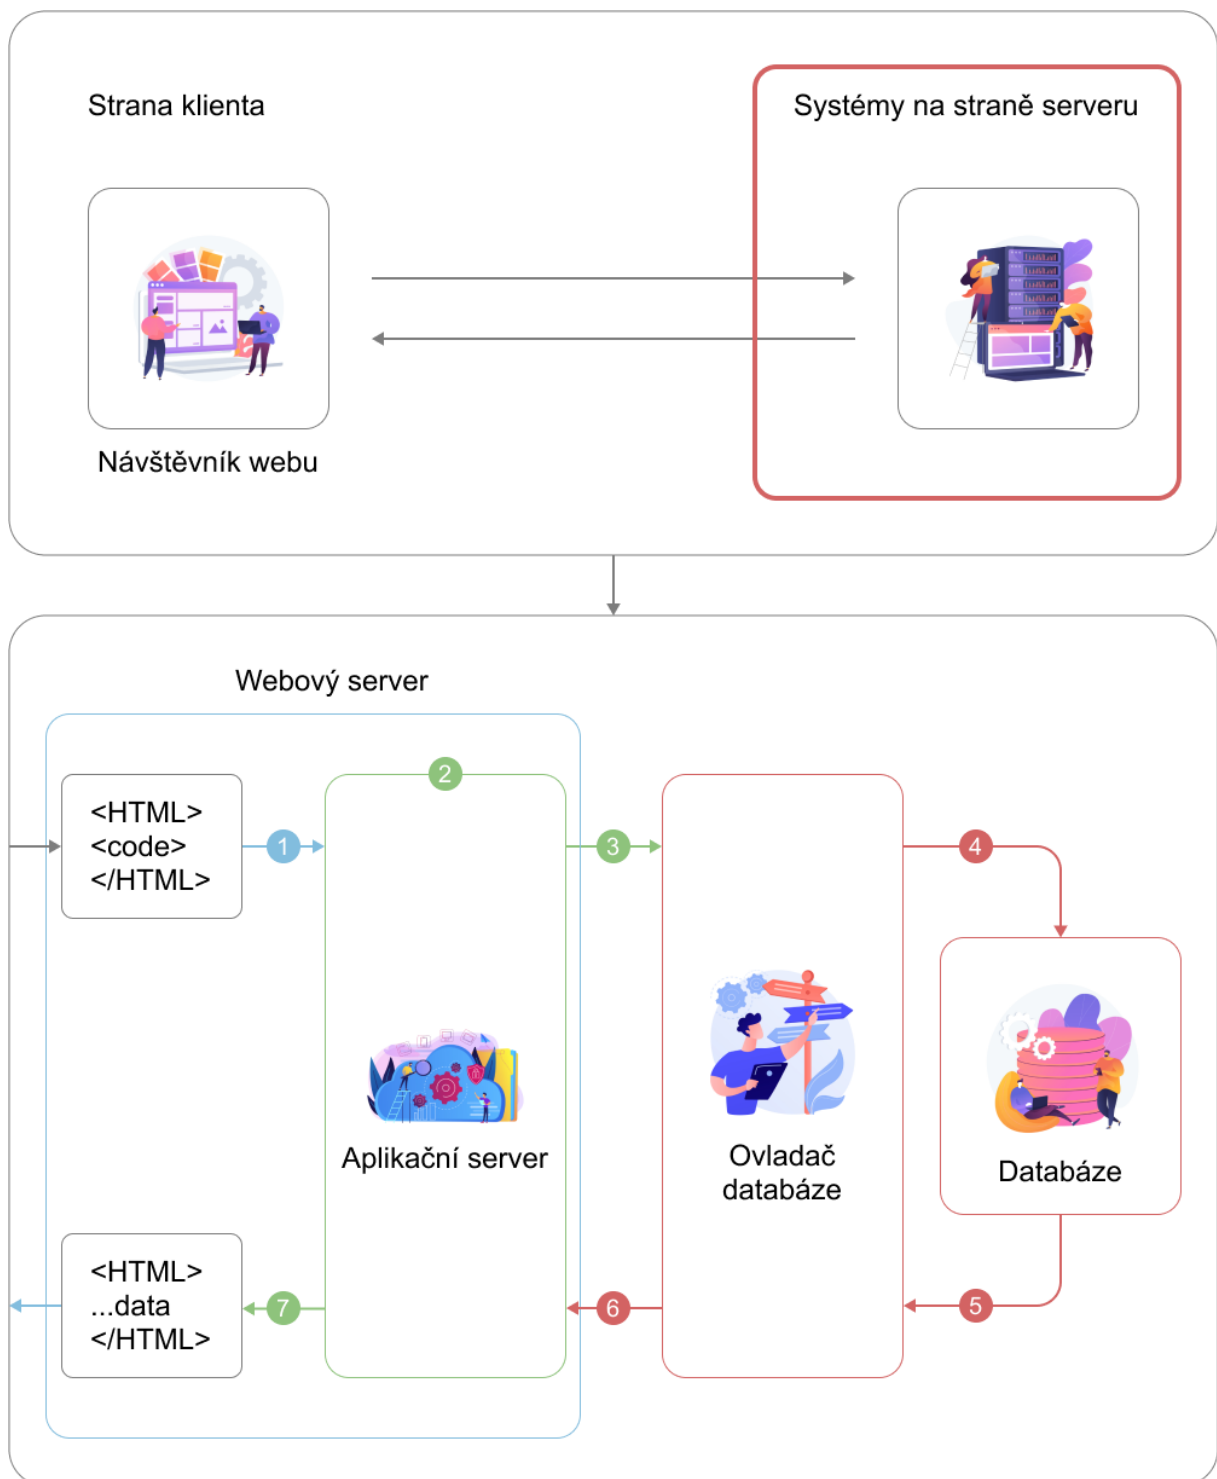 Strana klienta
Systémy na straně serveru
Návštěvník webu
Webový server
2
<HTML>
<code>
</HTML>
1
3
4
Aplikační server
Ovladač
databáze
Databáze
<HTML>
...data
</HTML>
7
6
5